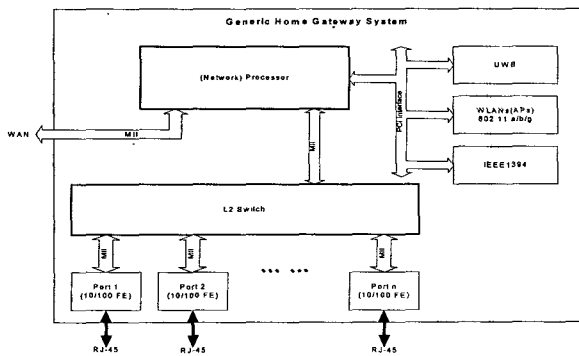 Generic Home Gateway System
(Network) Processor
UWB
WLANs(APs)
802.11 a/b/g
IEEE1394
PCI Interface
WAN
MII
MII
L2 Switch
MII
MII
MII
Port 1
(10/100 FE)
Port 2
(10/100 FE)
... ...
Port n
(10/100 FE)
RJ-45
RJ-45
RJ-45